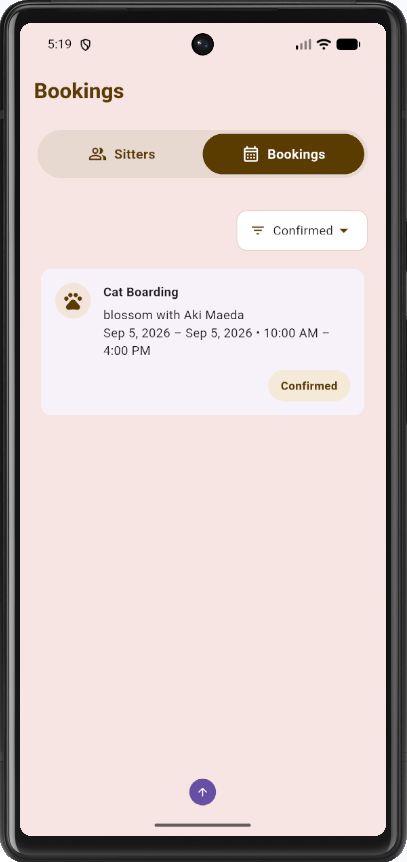 5:19
Bookings
Sitters
Bookings
Confirmed
Cat Boarding
blossom with Aki Maeda
Sep 5, 2026 – Sep 5, 2026 • 10:00 AM –
4:00 PM
Confirmed